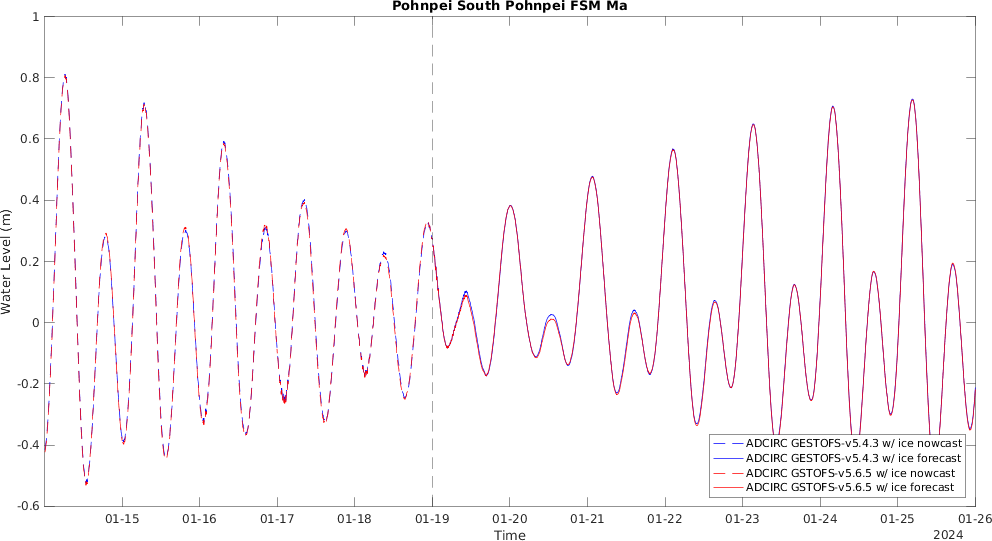 Pohnpei South Pohnpei FSM Ma
Water Level (m)
1
0.8
0.6
0.4
0.2
0
-0.2
-0.4
-0.6
ADCIRC GESTOFS-v5.4.3 w/ ice nowcast
ADCIRC GESTOFS-v5.4.3 w/ ice forecast
ADCIRC GSTOFS-v5.6.5 w/ ice nowcast
ADCIRC GSTOFS-v5.6.5 w/ ice forecast
01-15 01-16 01-17 01-18 01-19 01-20 01-21 01-22 01-23 01-24 01-25 01-26
Time
2024